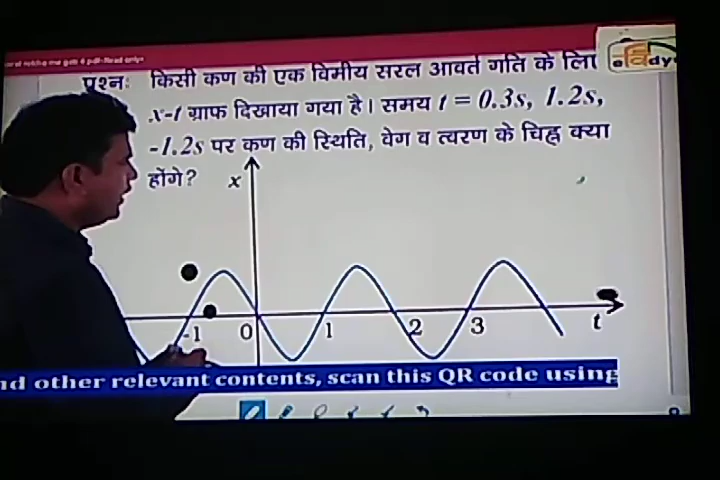 प्रश्नः किसी कण की एक विमीय सरल आवर्त गति के लिए
x-t ग्राफ दिखाया गया है। समय t = 0.3s, 1.2s,
-1.2s पर कण की स्थिति, वेग व त्वरण के चिह्न क्या
होंगे?
x
-1 0 1 2 3 t
nd other relevant contents, scan this QR code using